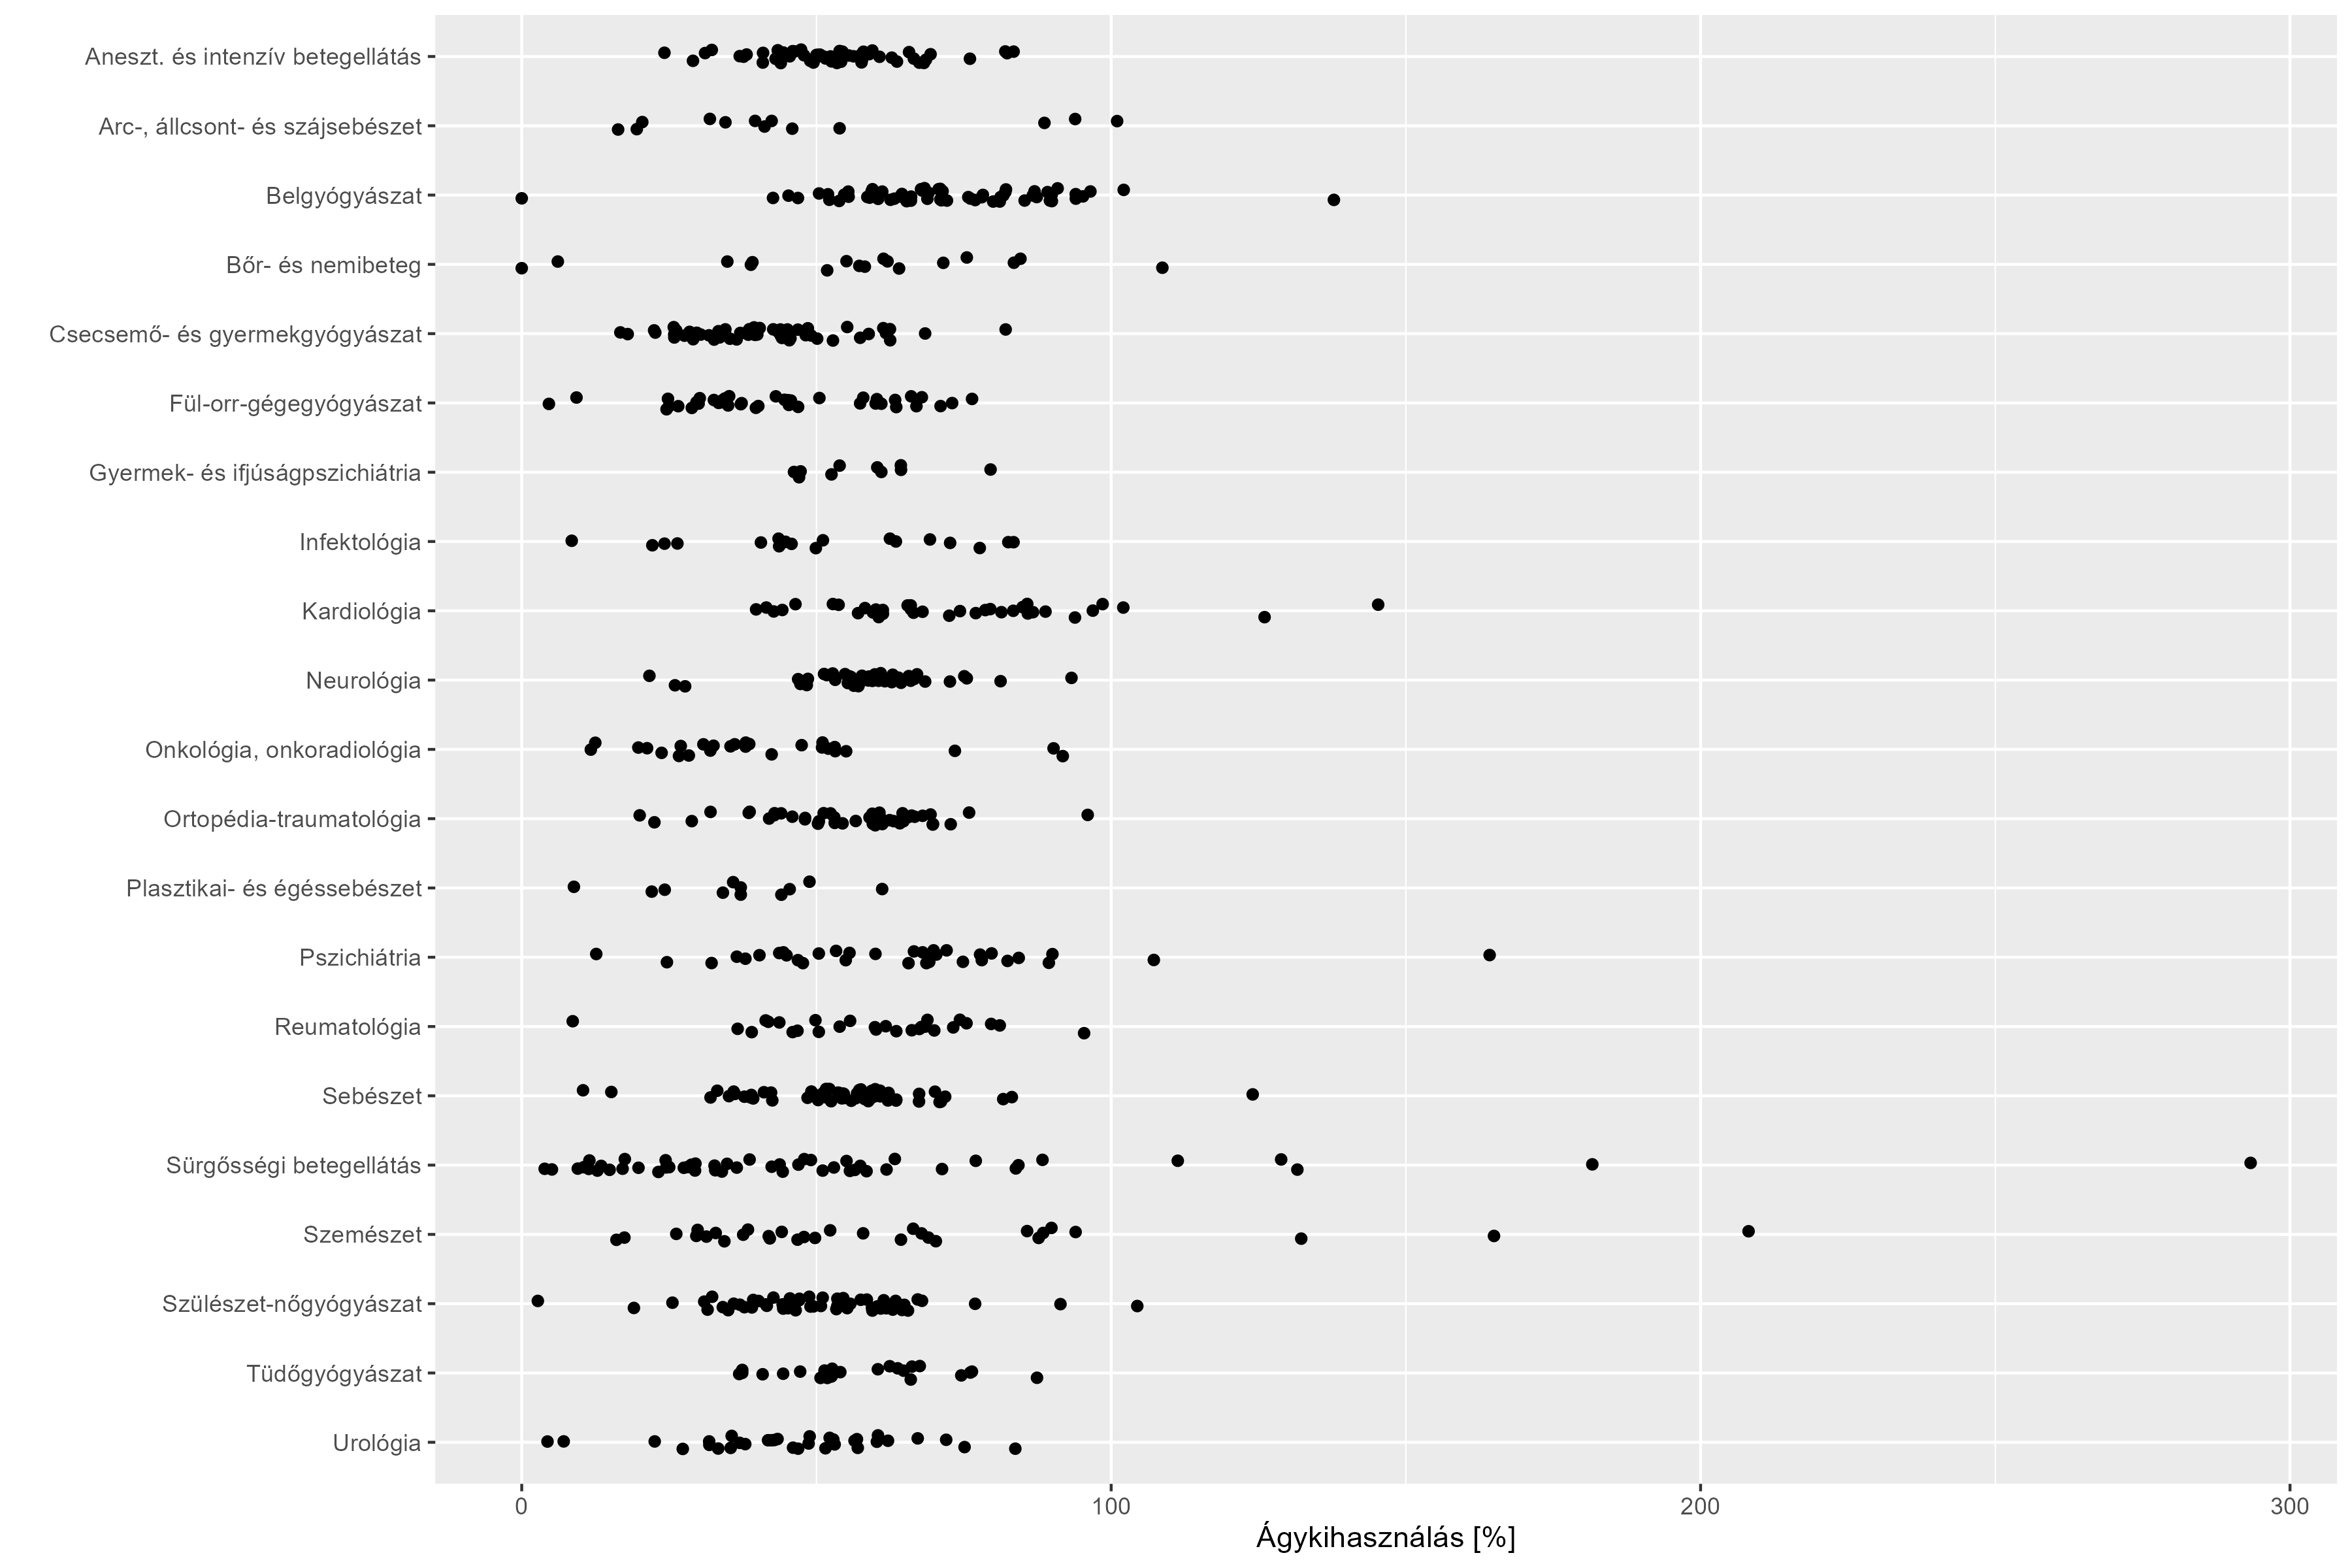 Aneszt. és intenzív betegellátás
Arc-, állcsont- és szájsebészet
Belgyógyászat
Bőr- és nemibeteg
Csecsemő- és gyermekgyógyászat
Fül-orr-gégegyógyászat
Gyermek- és ifjúságpszichiátria
Infektológia
Kardiológia
Neurológia
Onkológia, onkoradiológia
Ortopédia-traumatológia
Plasztikai- és égéssebészet
Pszichiátria
Reumatológia
Sebészet
Sürgősségi betegellátás
Szemészet
Szülészet-nőgyógyászat
Tüdőgyógyászat
Urológia
0 100 200 300
Ágykihasználás [%]